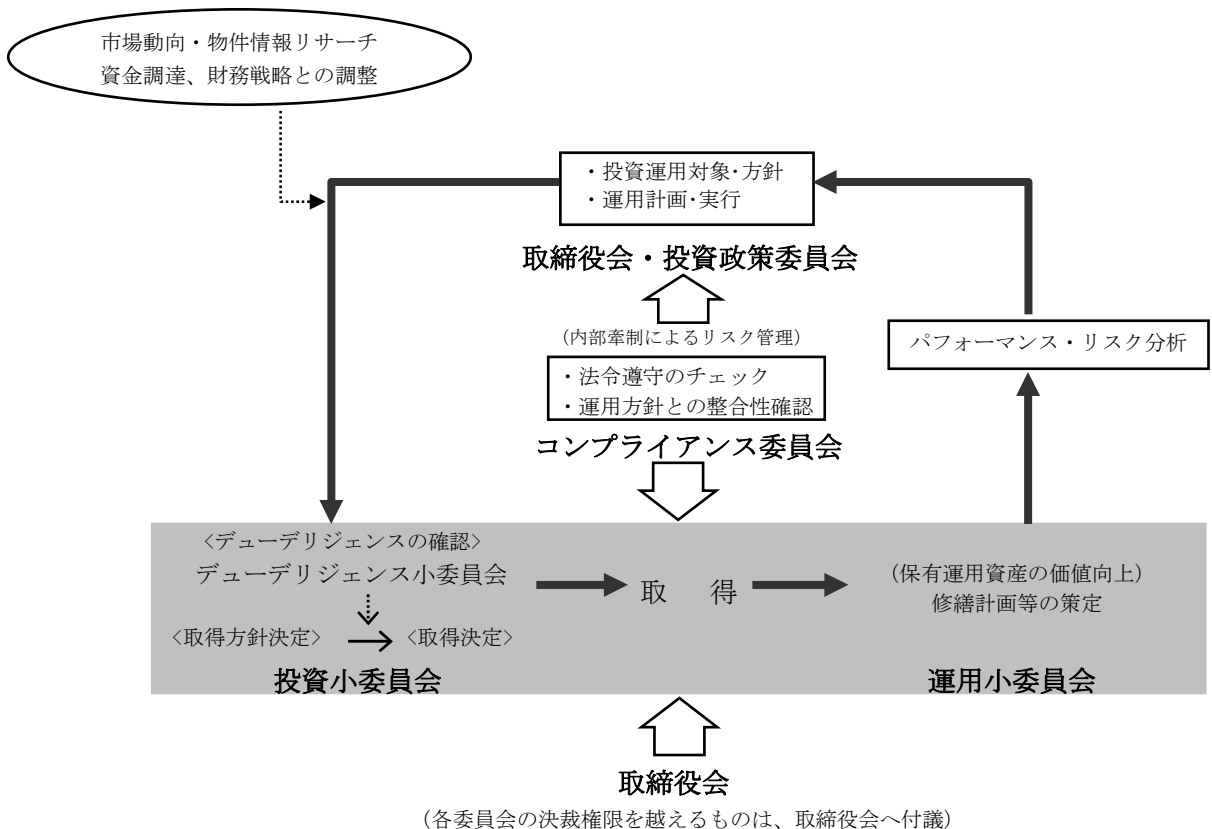 市場動向・物件情報リサーチ
資金調達、財務戦略との調整
・投資運用対象・方針
・運用計画・実行
取締役会・投資政策委員会
(内部牽制によるリスク管理)
・法令遵守のチェック
・運用方針との整合性確認
コンプライアンス委員会
パフォーマンス・リスク分析
<デューデリジェンスの確認>
デューデリジェンス小委員会
<取得方針決定>
<取得決定>
投資小委員会
取 得
(保有運用資産の価値向上)
修繕計画等の策定
運用小委員会
取締役会
(各委員会の決裁権限を越えるものは、取締役会へ付議)